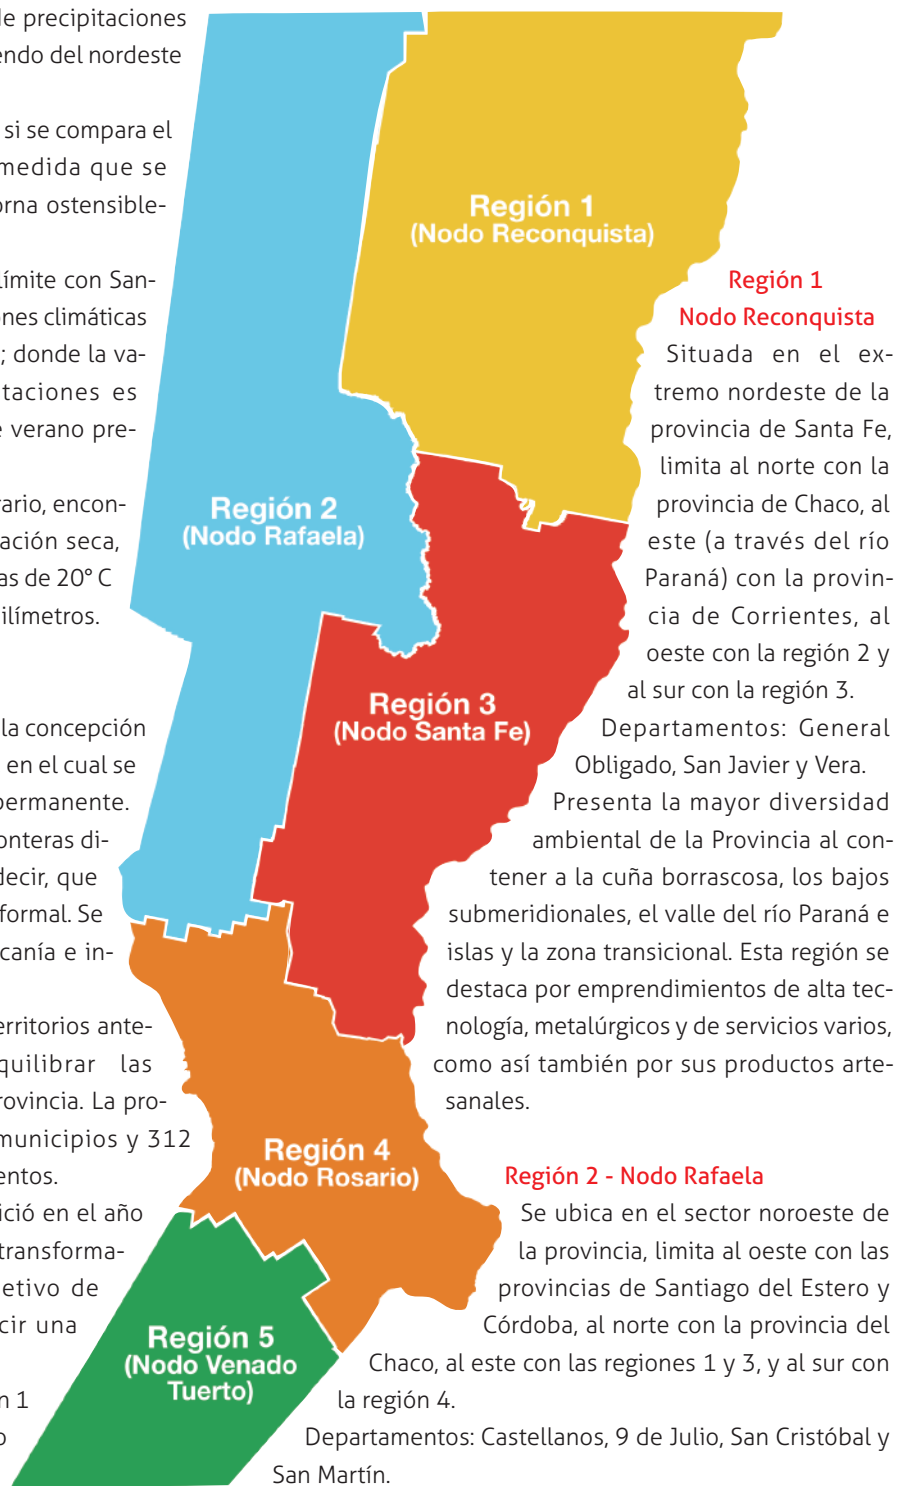 de precipitaciones
endo del nordeste
si se compara el
medida que se
orna ostensible-
límite con San-
ones climáticas
; donde la va-
taciones es
e verano pre-
ario, encon-
ación seca,
as de 20° C
ilímetros.
la concepción
en el cual se
permanente.
onteras di-
decir, que
formal. Se
canía e in-
erritorios ante-
quilibrar las
rovincia. La pro-
municipios y 312
entos.
ició en el año
transforma-
etivo de
cir una
n 1
o
Región 1
(Nodo Reconquista)
Región 2
(Nodo Rafaela)
Región 3
(Nodo Santa Fe)
Región 4
(Nodo Rosario)
Región 5
(Nodo Venado
Tuerto)
Región 1
Nodo Reconquista
Situada en el ex-
tremo nordeste de la
provincia de Santa Fe,
limita al norte con la
provincia de Chaco, al
este (a través del río
Paraná) con la provin-
cia de Corrientes, al
oeste con la región 2 y
al sur con la región 3.
Departamentos: General
Obligado, San Javier y Vera.
Presenta la mayor diversidad
ambiental de la Provincia al con-
tener a la cuña borrascosa, los bajos
submeridionales, el valle del río Paraná e
islas y la zona transicional. Esta región se
destaca por emprendimientos de alta tec-
nología, metalúrgicos y de servicios varios,
como así también por sus productos arte-
sanales.
Región 2 - Nodo Rafaela
Se ubica en el sector noroeste de
la provincia, limita al oeste con las
provincias de Santiago del Estero y
Córdoba, al norte con la provincia del
Chaco, al este con las regiones 1 y 3, y al sur con
la región 4.
Departamentos: Castellanos, 9 de Julio, San Cristóbal y
San Martín.